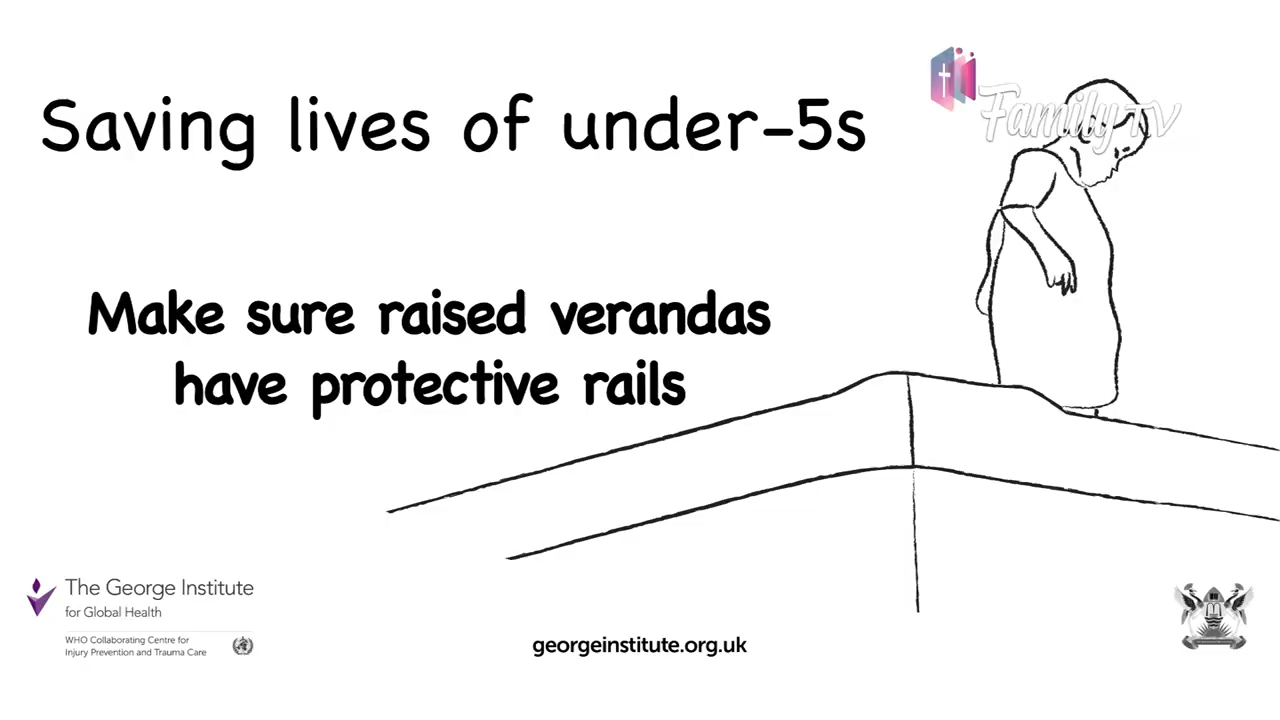 Family TV
Saving lives of under-5s
Make sure raised verandas
have protective rails
The George Institute
for Global Health
WHO Collaborating Centre for
Injury Prevention and Trauma Care
georgeinstitute.org.uk